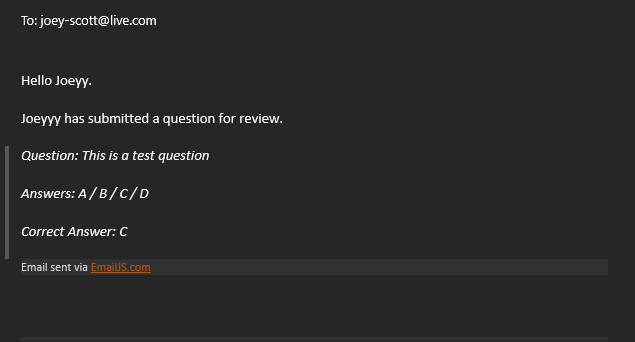 To: joey-scott@live.com
Hello Joeyy.
Joeyyy has submitted a question for review.
Question: This is a test question
Answers: A / B / C / D
Correct Answer: C
Email sent via EmailJS.com